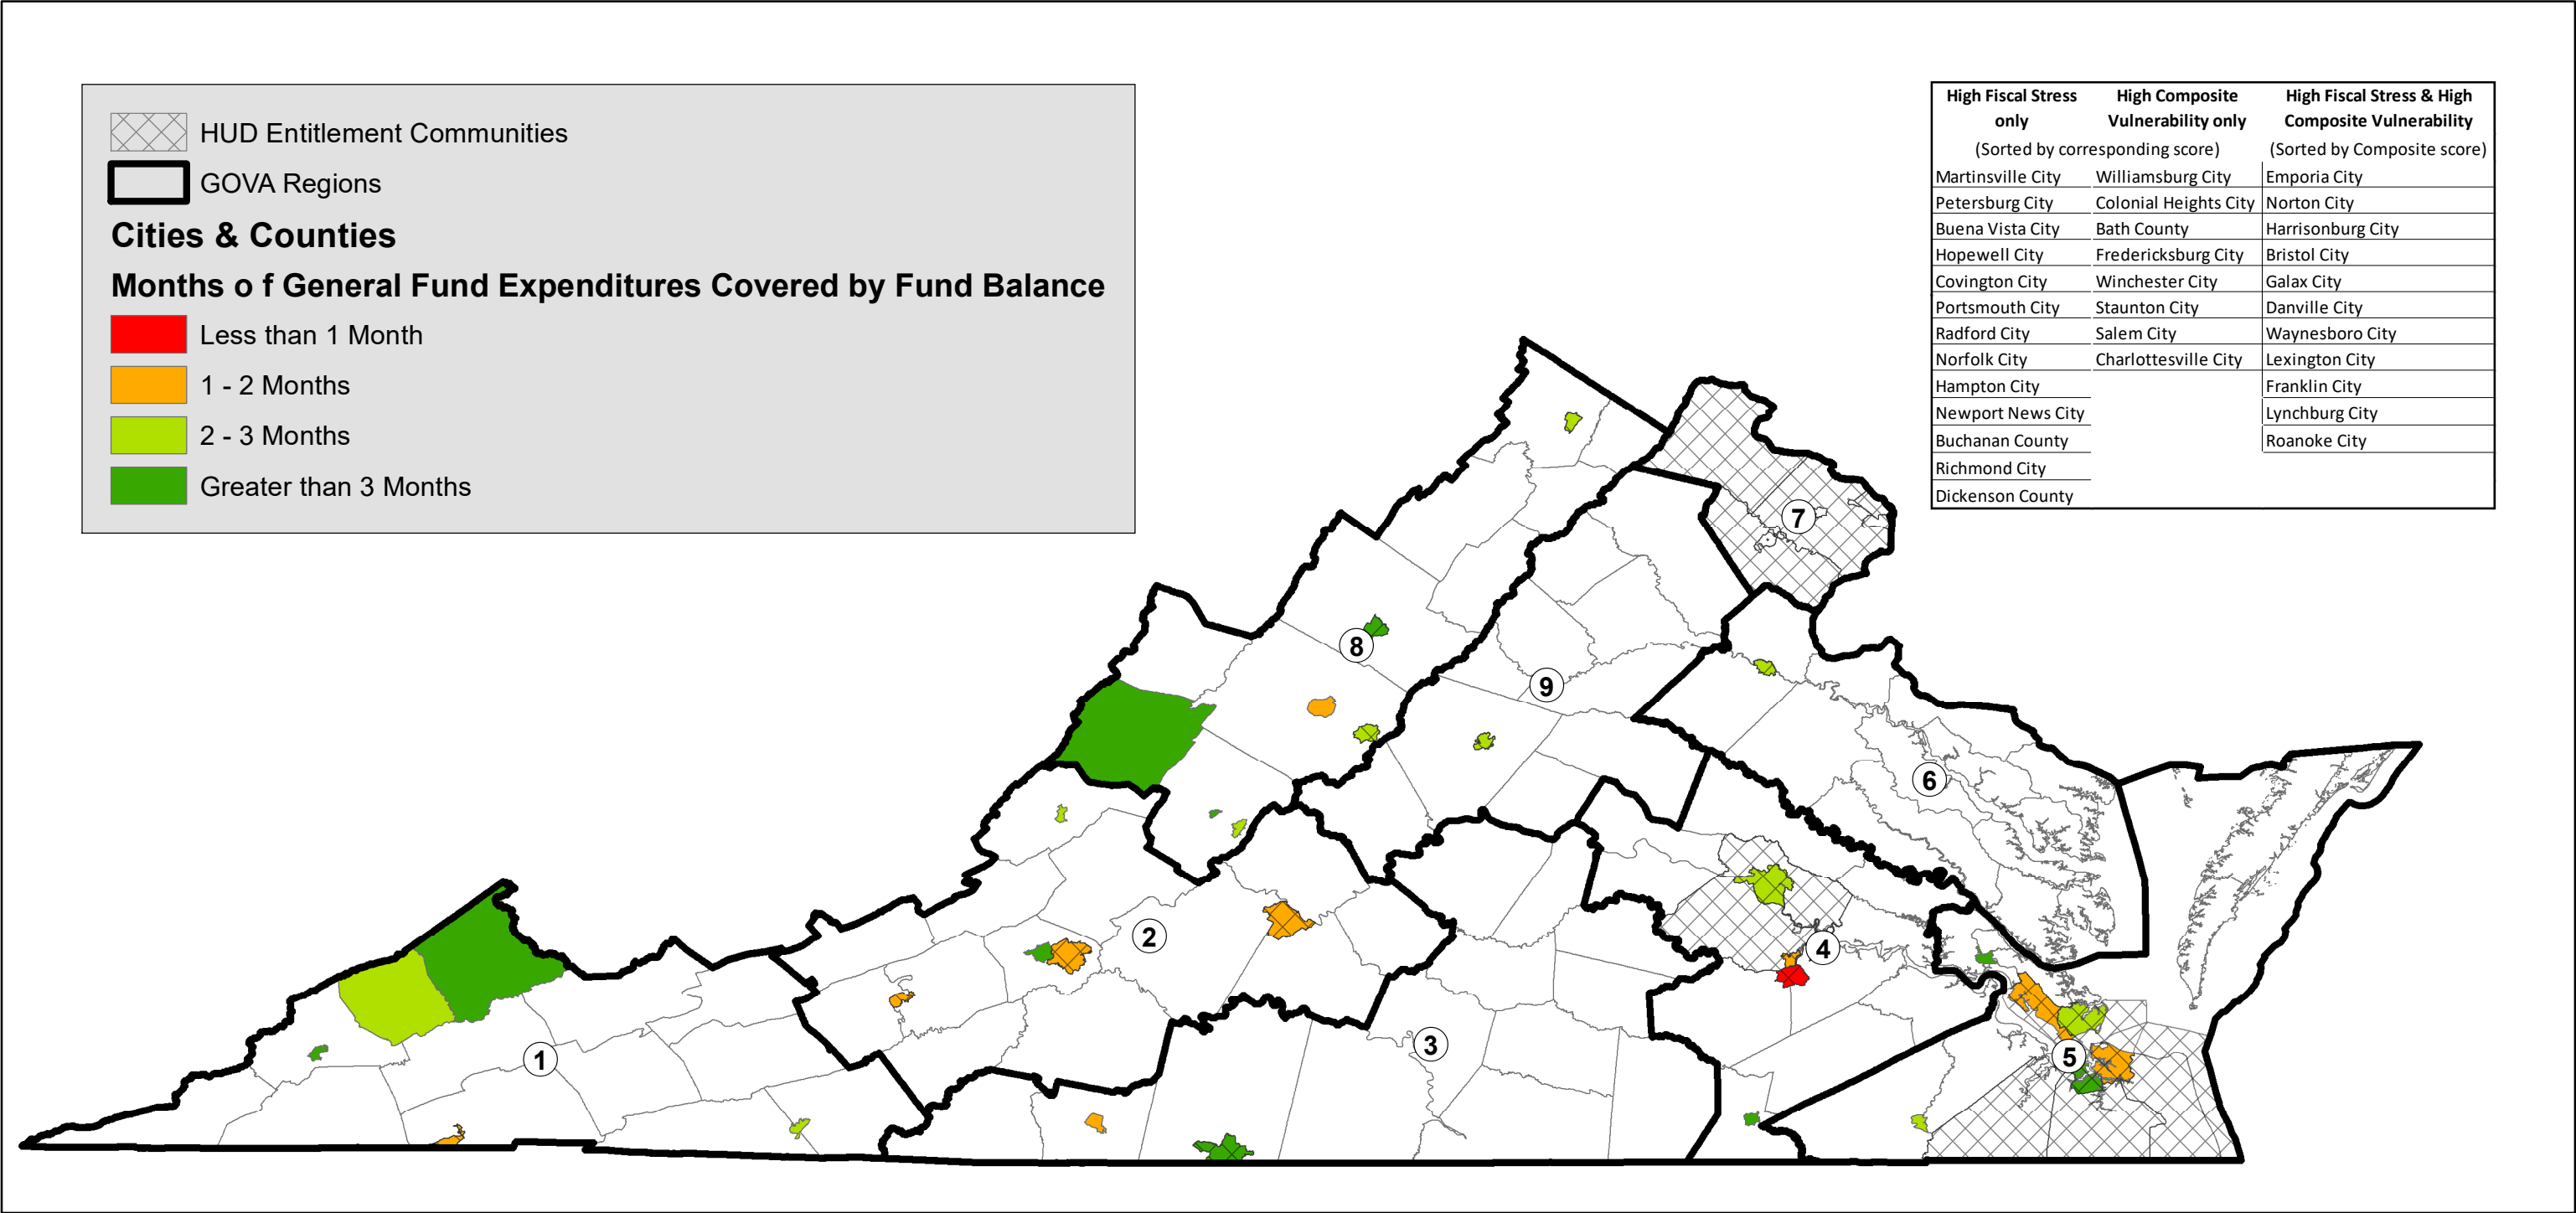 HUD Entitlement Communities
GOVA Regions
Cities & Counties
Months o f General Fund Expenditures Covered by Fund Balance
Less than 1 Month
1 - 2 Months
2 - 3 Months
Greater than 3 Months
High Fiscal Stress only High Composite Vulnerability only High Fiscal Stress & High Composite Vulnerability
(Sorted by corresponding score) (Sorted by Composite score)
Martinsville City Williamsburg City Emporia City
Petersburg City Colonial Heights City Norton City
Buena Vista City Bath County Harrisonburg City
Hopewell City Fredericksburg City Bristol City
Covington City Winchester City Galax City
Portsmouth City Staunton City Danville City
Radford City Salem City Waynesboro City
Norfolk City Charlottesville City Lexington City
Hampton City Franklin City
Newport News City Lynchburg City
Buchanan County Roanoke City
Richmond City
Dickenson County
7
8
9
6
2
4
3
5
1